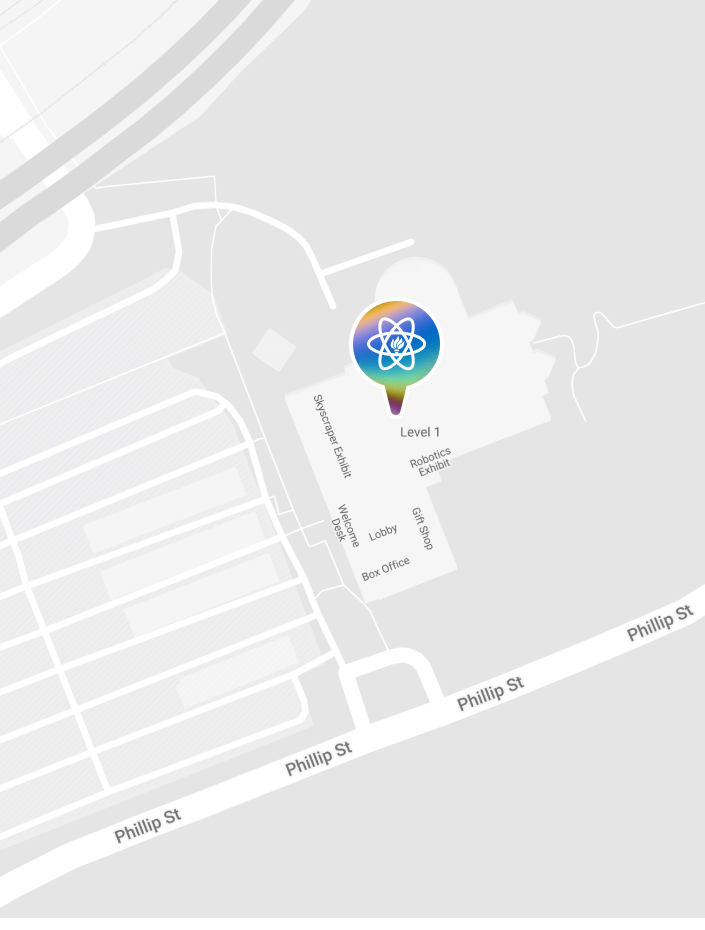 Skyscraper Exhibit
Level 1
Robotics
Exhibit
Welcome
Desk
Lobby
Gift Shop
Box Office
Phillip St
Phillip St
Phillip St
Phillip St